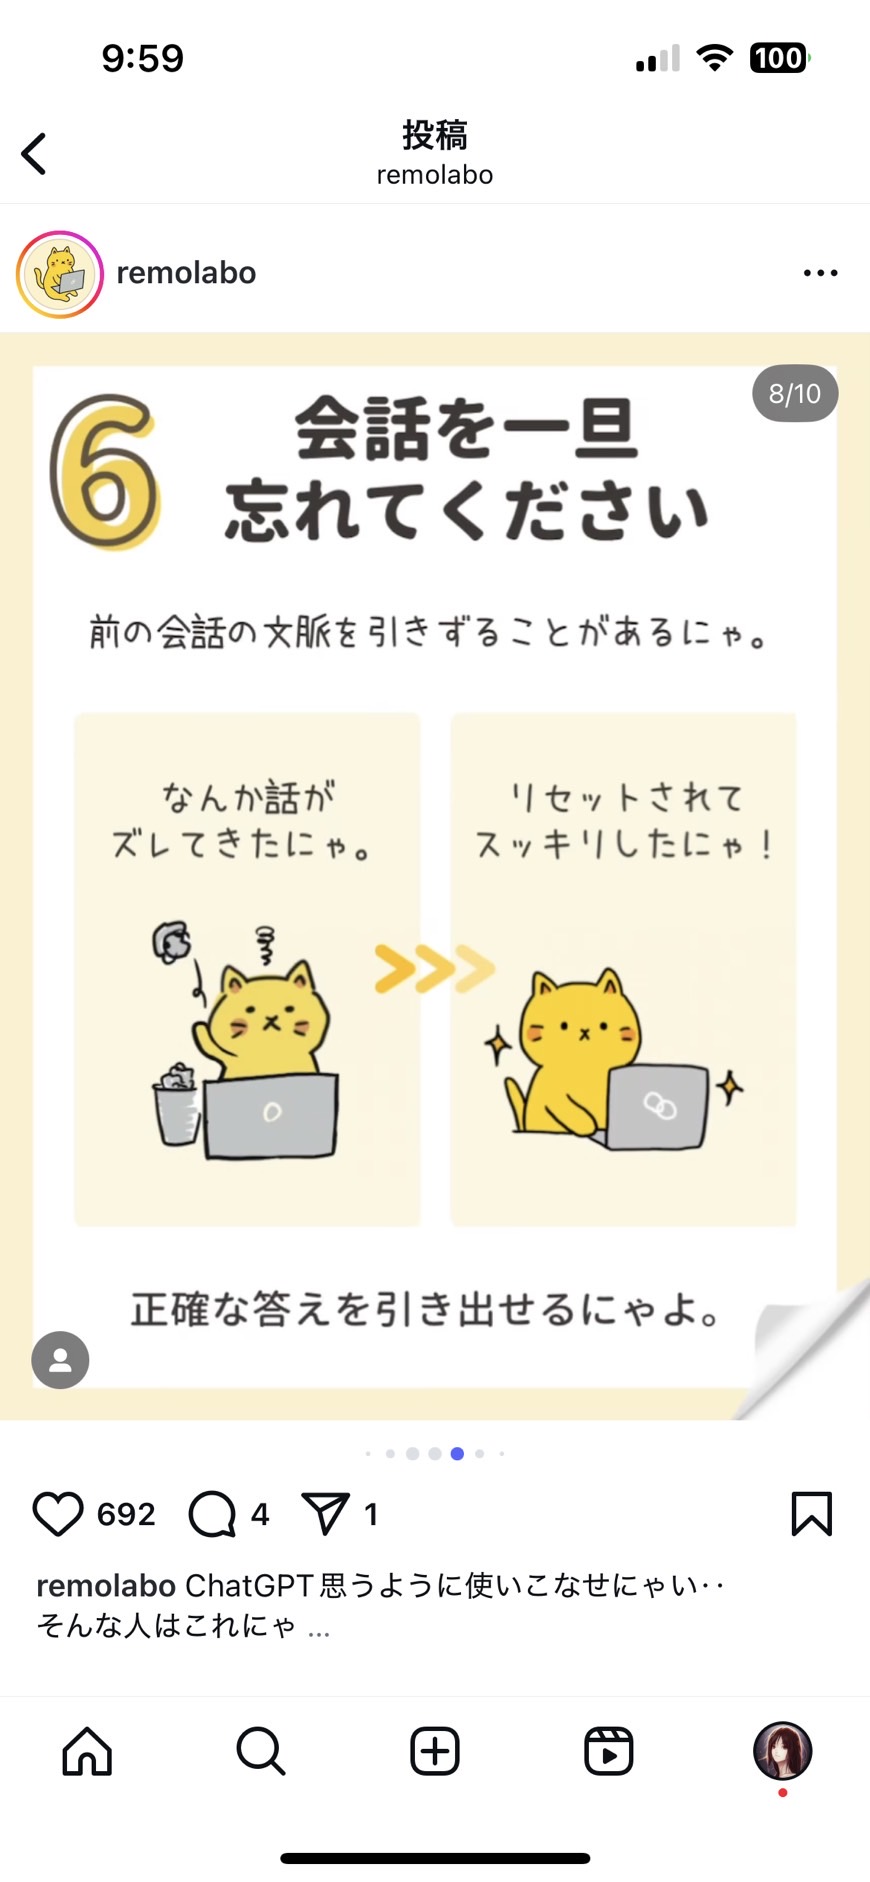 9:59
100
投稿
remolabo
remolabo
8/10
6
会話を一旦
忘れてください
前の会話の文脈を引きずることがあるにゃ。
なんか話が
ズレてきたにゃ。
リセットされて
スッキリしたにゃ！
正確な答えを引き出せるにゃよ。
692
4
1
remolabo ChatGPT思うように使いこなせにゃい‥
そんな人はこれにゃ ...